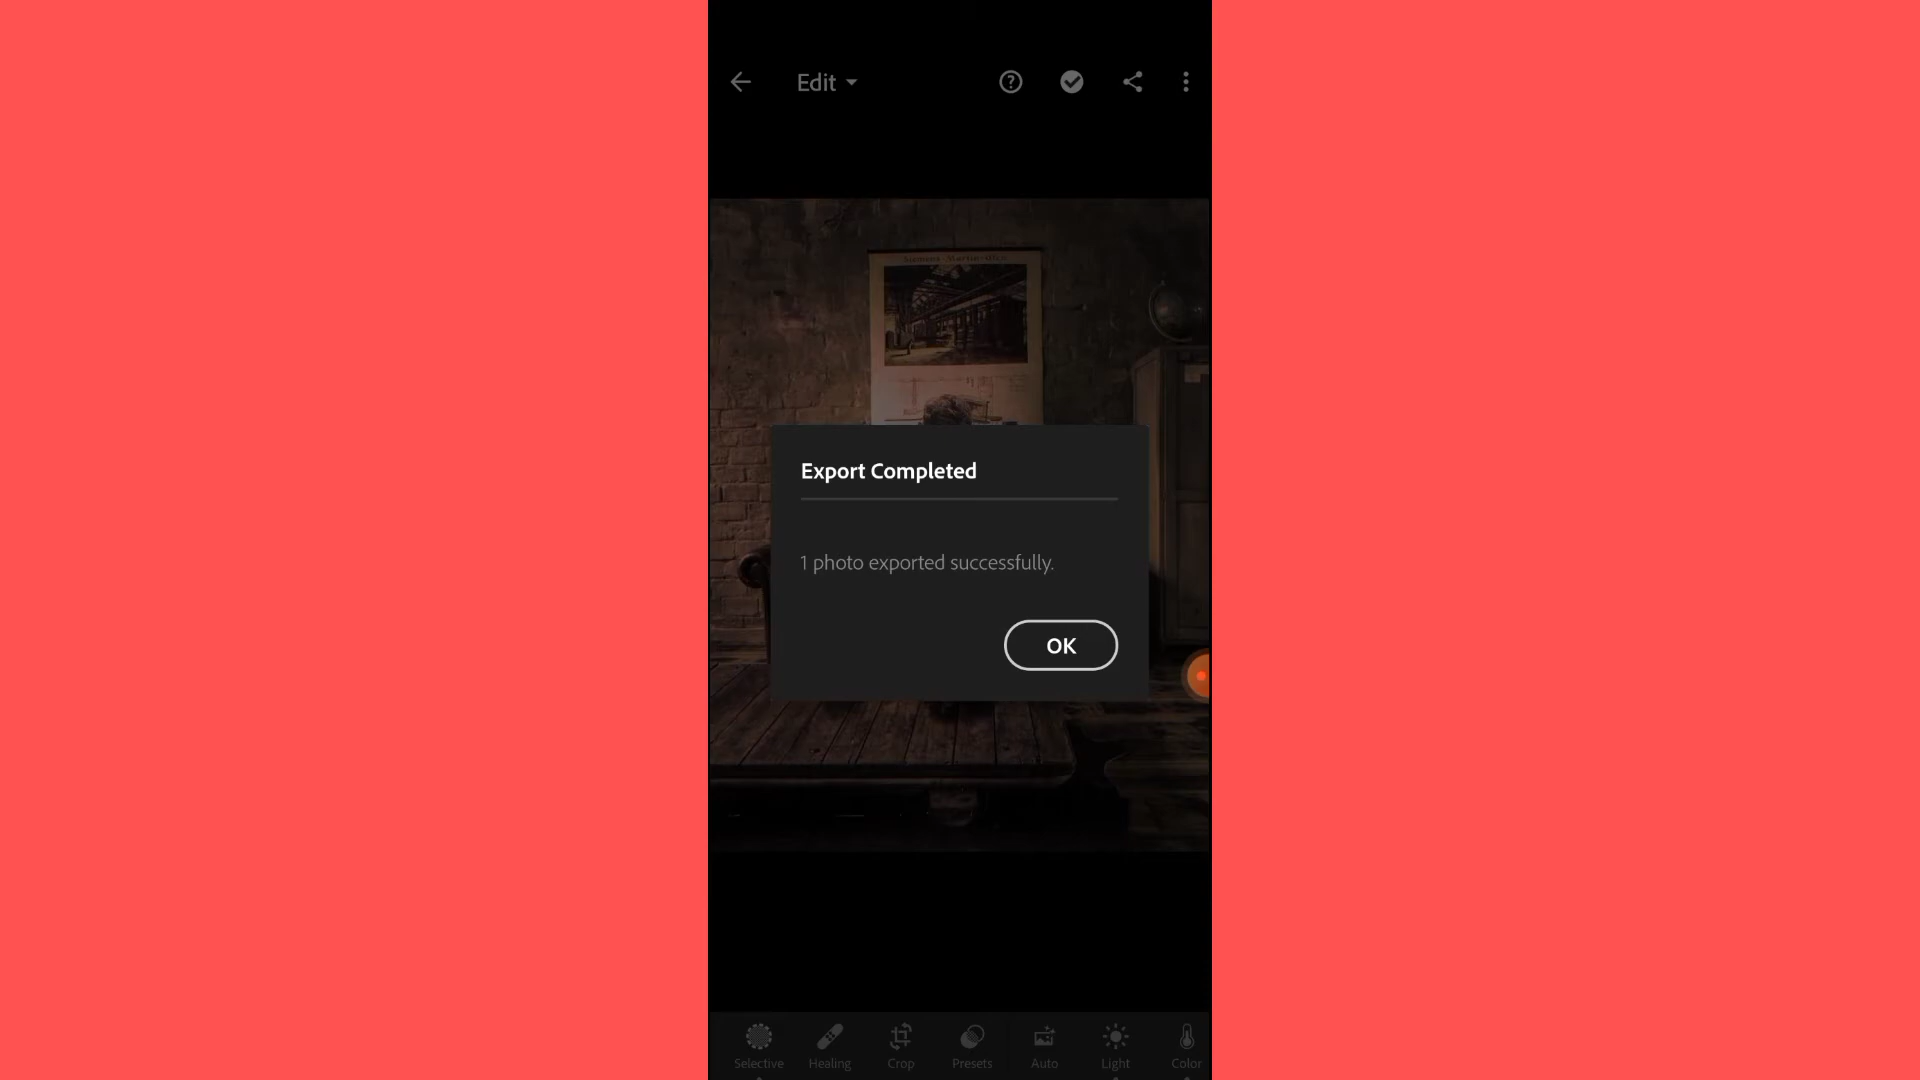 Edit
Export Completed
1 photo exported successfully.
OK
Selective
Healing
Crop
Presets
Auto
Light
Color